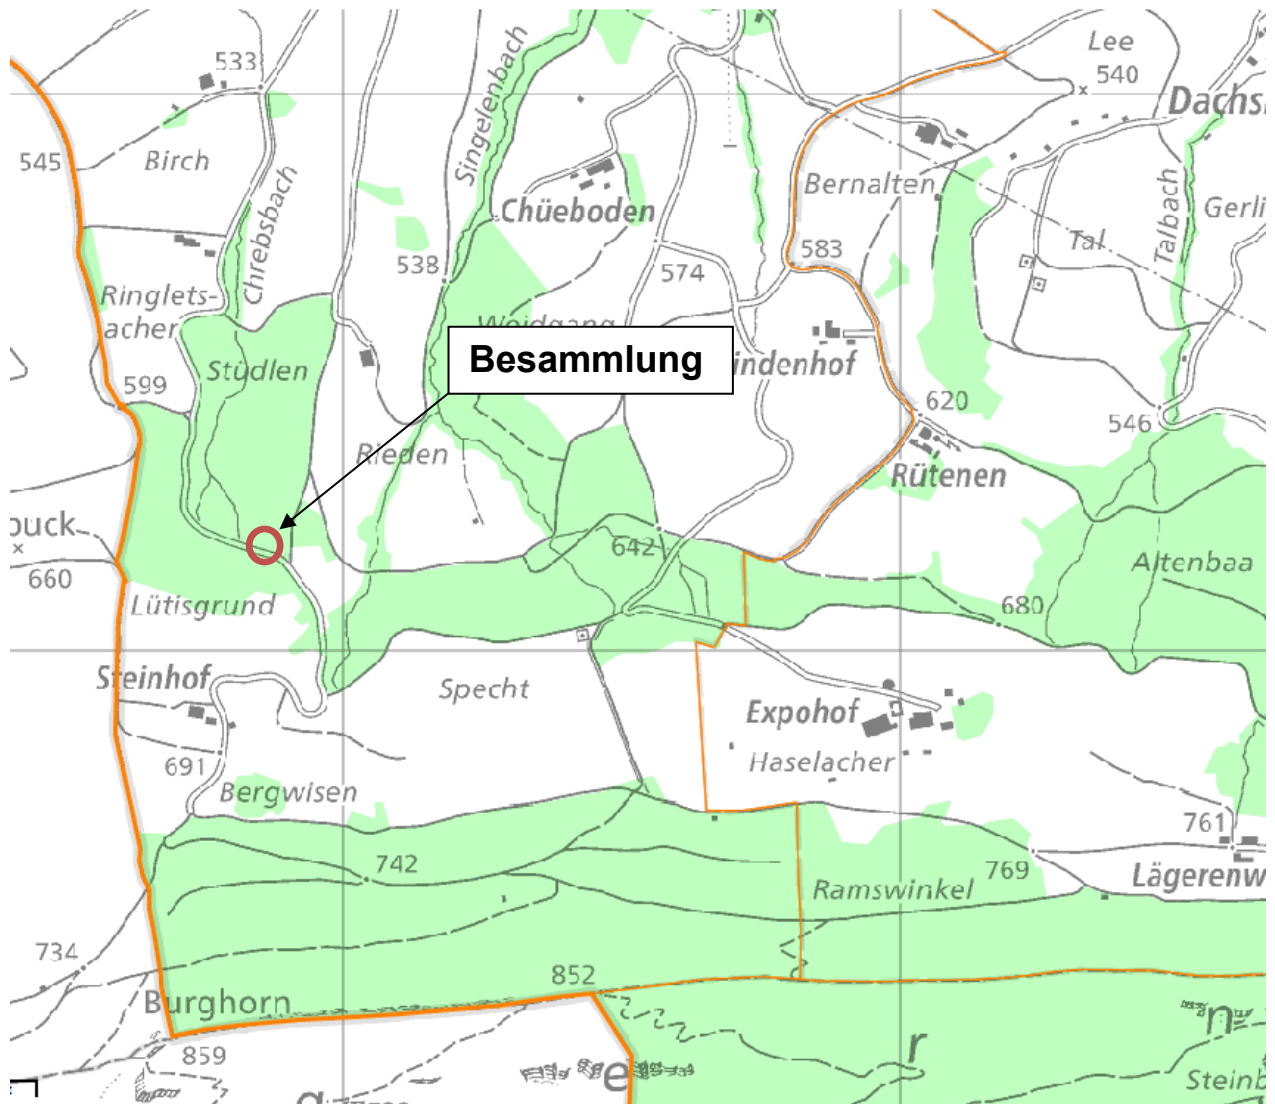 Lee
540
Dachs
533
545
Birch
Singelenbach
Chrebsbach
Chüeboden
Bernalten
Talbach
Gerli
Tal
583
538
574
Ringlets-
acher
Weidgang
Besammlung
indenhof
Stüdlen
599
620
546
Rieden
Rütenen
buck
642
660
Altenbaa
Lütisgrund
680
Steinhof
Specht
Expohof
Haselacher
691
Bergwisen
761
742
769
Lägerenw
Ramswinkel
734
852
Burghorn
859
n
r
e
g
Steinb